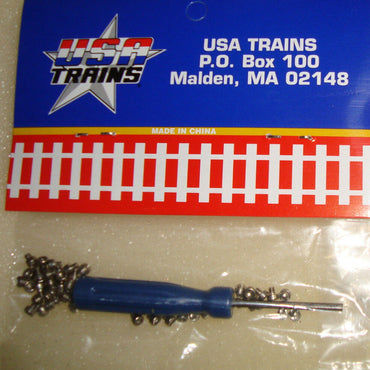 USA
TRAINS
USA TRAINS
P.O. Box 100
Malden, MA 02148
MADE IN CHINA